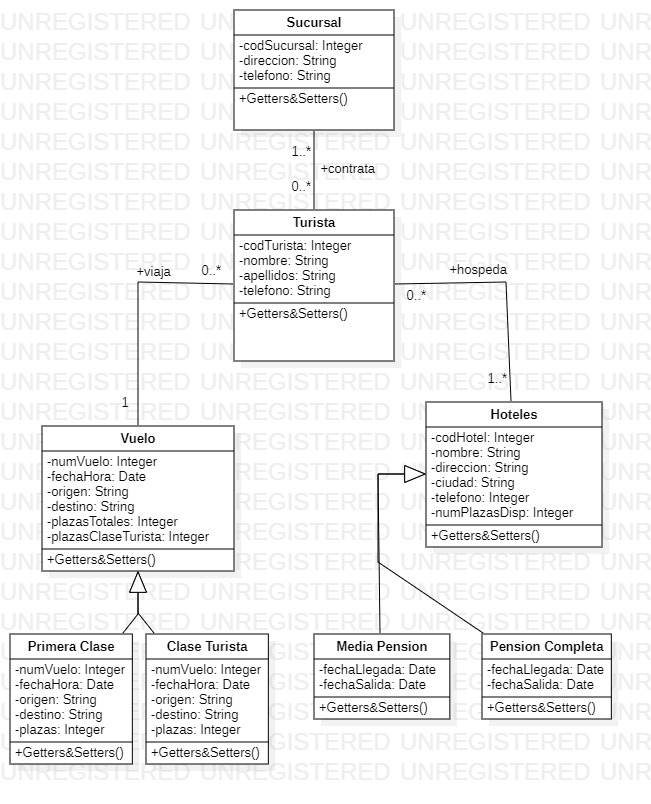 Sucursal
-codSucursal: Integer
-direccion: String
-telefono: String
+Getters&Setters()
1..*
+contrata
0..*
Turista
-codTurista: Integer
-nombre: String
-apellidos: String
-telefono: String
+Getters&Setters()
+viaja
0..*
+hospeda
0..*
1
1..*
Vuelo
-numVuelo: Integer
-fechaHora: Date
-origen: String
-destino: String
-plazasTotales: Integer
-plazasClaseTurista: Integer
+Getters&Setters()
Hoteles
-codHotel: Integer
-nombre: String
-direccion: String
-ciudad: String
-telefono: Integer
-numPlazasDisp: Integer
+Getters&Setters()
Primera Clase
-numVuelo: Integer
-fechaHora: Date
-origen: String
-destino: String
-plazas: Integer
+Getters&Setters()
Clase Turista
-numVuelo: Integer
-fechaHora: Date
-origen: String
-destino: String
-plazas: Integer
+Getters&Setters()
Media Pension
-fechaLlegada: Date
-fechaSalida: Date
+Getters&Setters()
Pension Completa
-fechaLlegada: Date
-fechaSalida: Date
+Getters&Setters()
UNREGISTERED